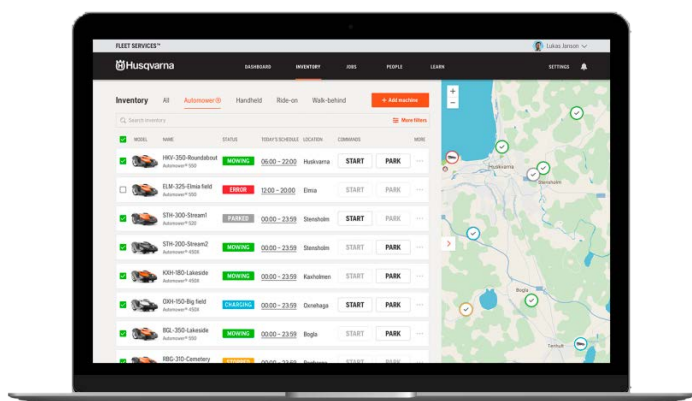 FLEET SERVICES™
Lukas Janson
Husqvarna
DASHBOARD INVENTORY JOBS PEOPLE LEARN SETTINGS
Inventory All Automower® Handheld Ride-on Walk-behind + Add machine
Search inventory More filters
MODEL NAME STATUS TODAY'S SCHEDULE LOCATION COMMANDS MORE
HKV-350-Roundabout MOWING 06:00 - 22:00 Huskvarna START PARK
Automower® 550
ELM-325-Elmia field ERROR 12:00 - 20:00 Elmia START PARK
Automower® 550
STH-300-Stream1 PARKED 00:00 - 23:59 Stensholm START PARK
Automower® 520
STH-200-Stream2 MOWING 00:00 - 23:59 Stensholm START PARK
Automower® 450X
KXH-180-Lakeside MOWING 00:00 - 23:59 Kaxholmen START PARK
Automower® 450X
OXH-150-Big field CHARGING 00:00 - 23:59 Oxnehaga START PARK
Automower® 450X
BGL-350-Lakeside MOWING 00:00 - 23:59 Bogla START PARK
Automower® 550
RBG-310-Cemetery
Huskvarna
Stensholm
Bogla
Tenhult